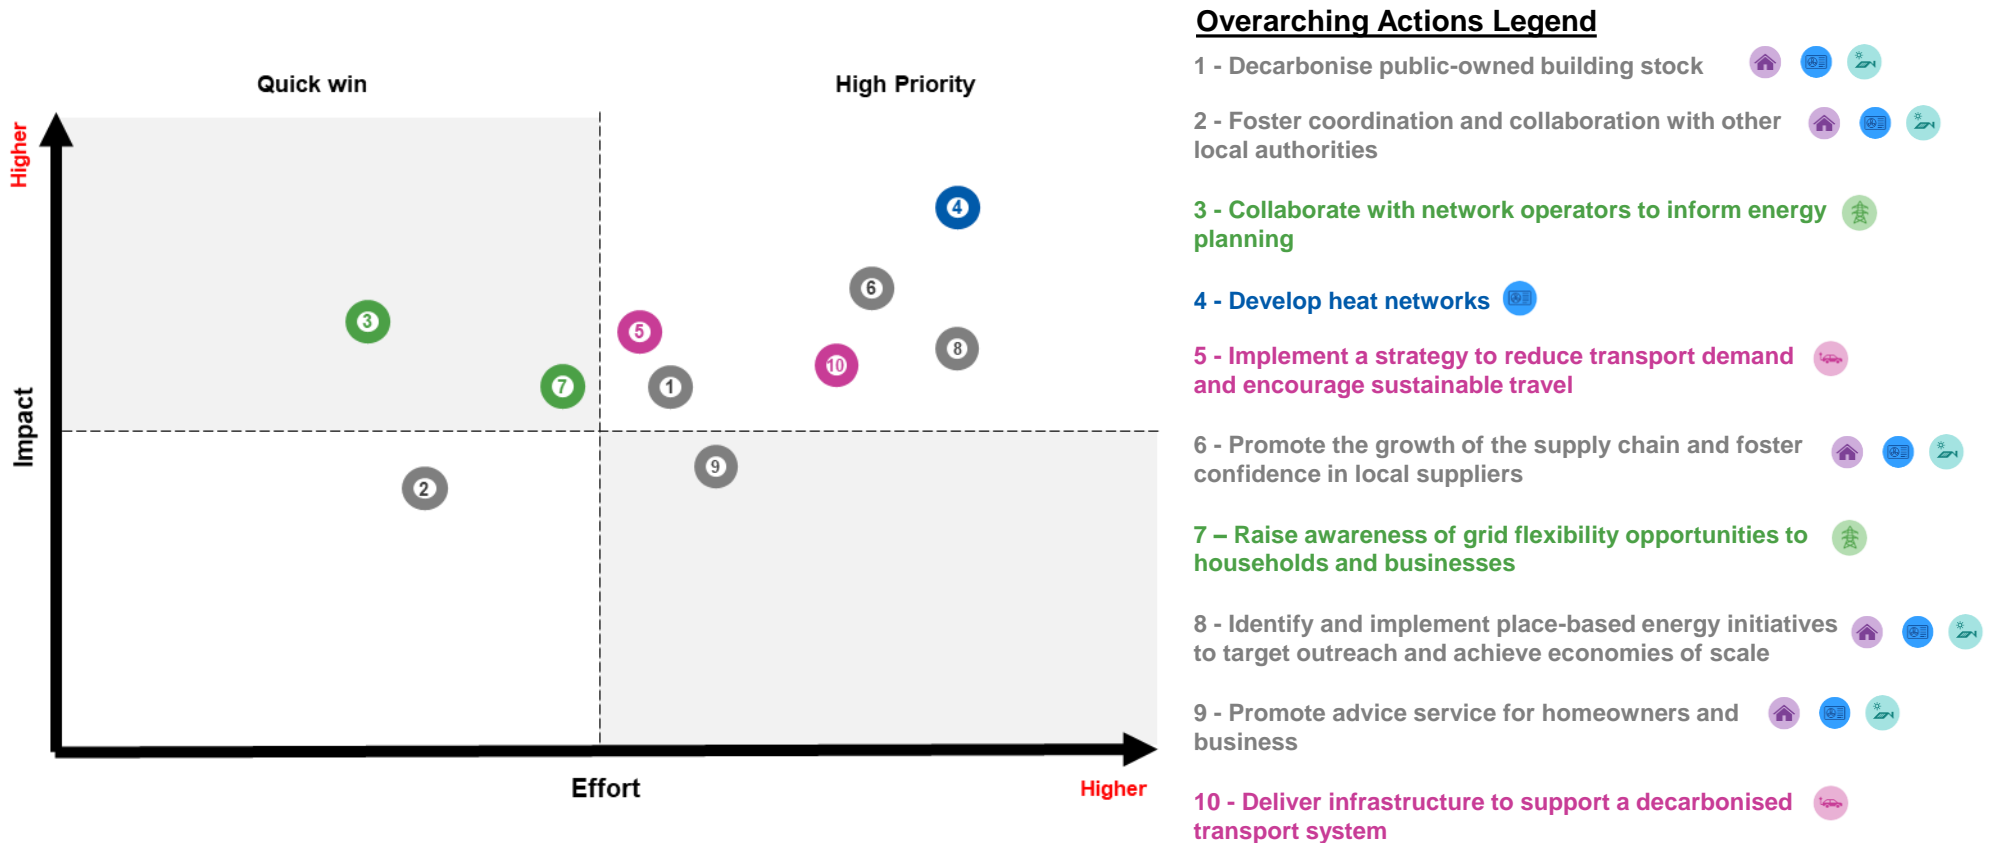 Overarching Actions Legend
Quick win
High Priority
Higher
Impact
4
6
3
5
8
10
7
1
9
2
Effort
Higher
1 - Decarbonise public-owned building stock
2 - Foster coordination and collaboration with other
local authorities
3 - Collaborate with network operators to inform energy
planning
4 - Develop heat networks
5 - Implement a strategy to reduce transport demand
and encourage sustainable travel
6 - Promote the growth of the supply chain and foster
confidence in local suppliers
7 – Raise awareness of grid flexibility opportunities to
households and businesses
8 - Identify and implement place-based energy initiatives
to target outreach and achieve economies of scale
9 - Promote advice service for homeowners and
business
10 - Deliver infrastructure to support a decarbonised
transport system